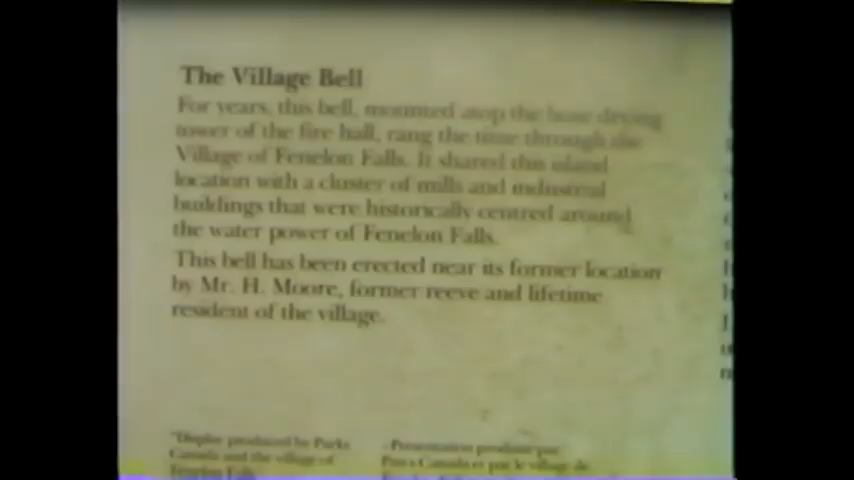 The Village Bell
For years, this bell, mounted atop the hose drying
tower of the fire hall, rang the time through the
Village of Fenelon Falls. It shared this island
location with a cluster of mills and industrial
buildings that were historically centred around
the water power of Fenelon Falls.
This bell has been erected near its former location
by Mr. H. Moore, former reeve and lifetime
resident of the village.
"Display produced by Parks
Canada and the village of
Fenelon Falls
Presentation produite par
Parcs Canada et par le village de